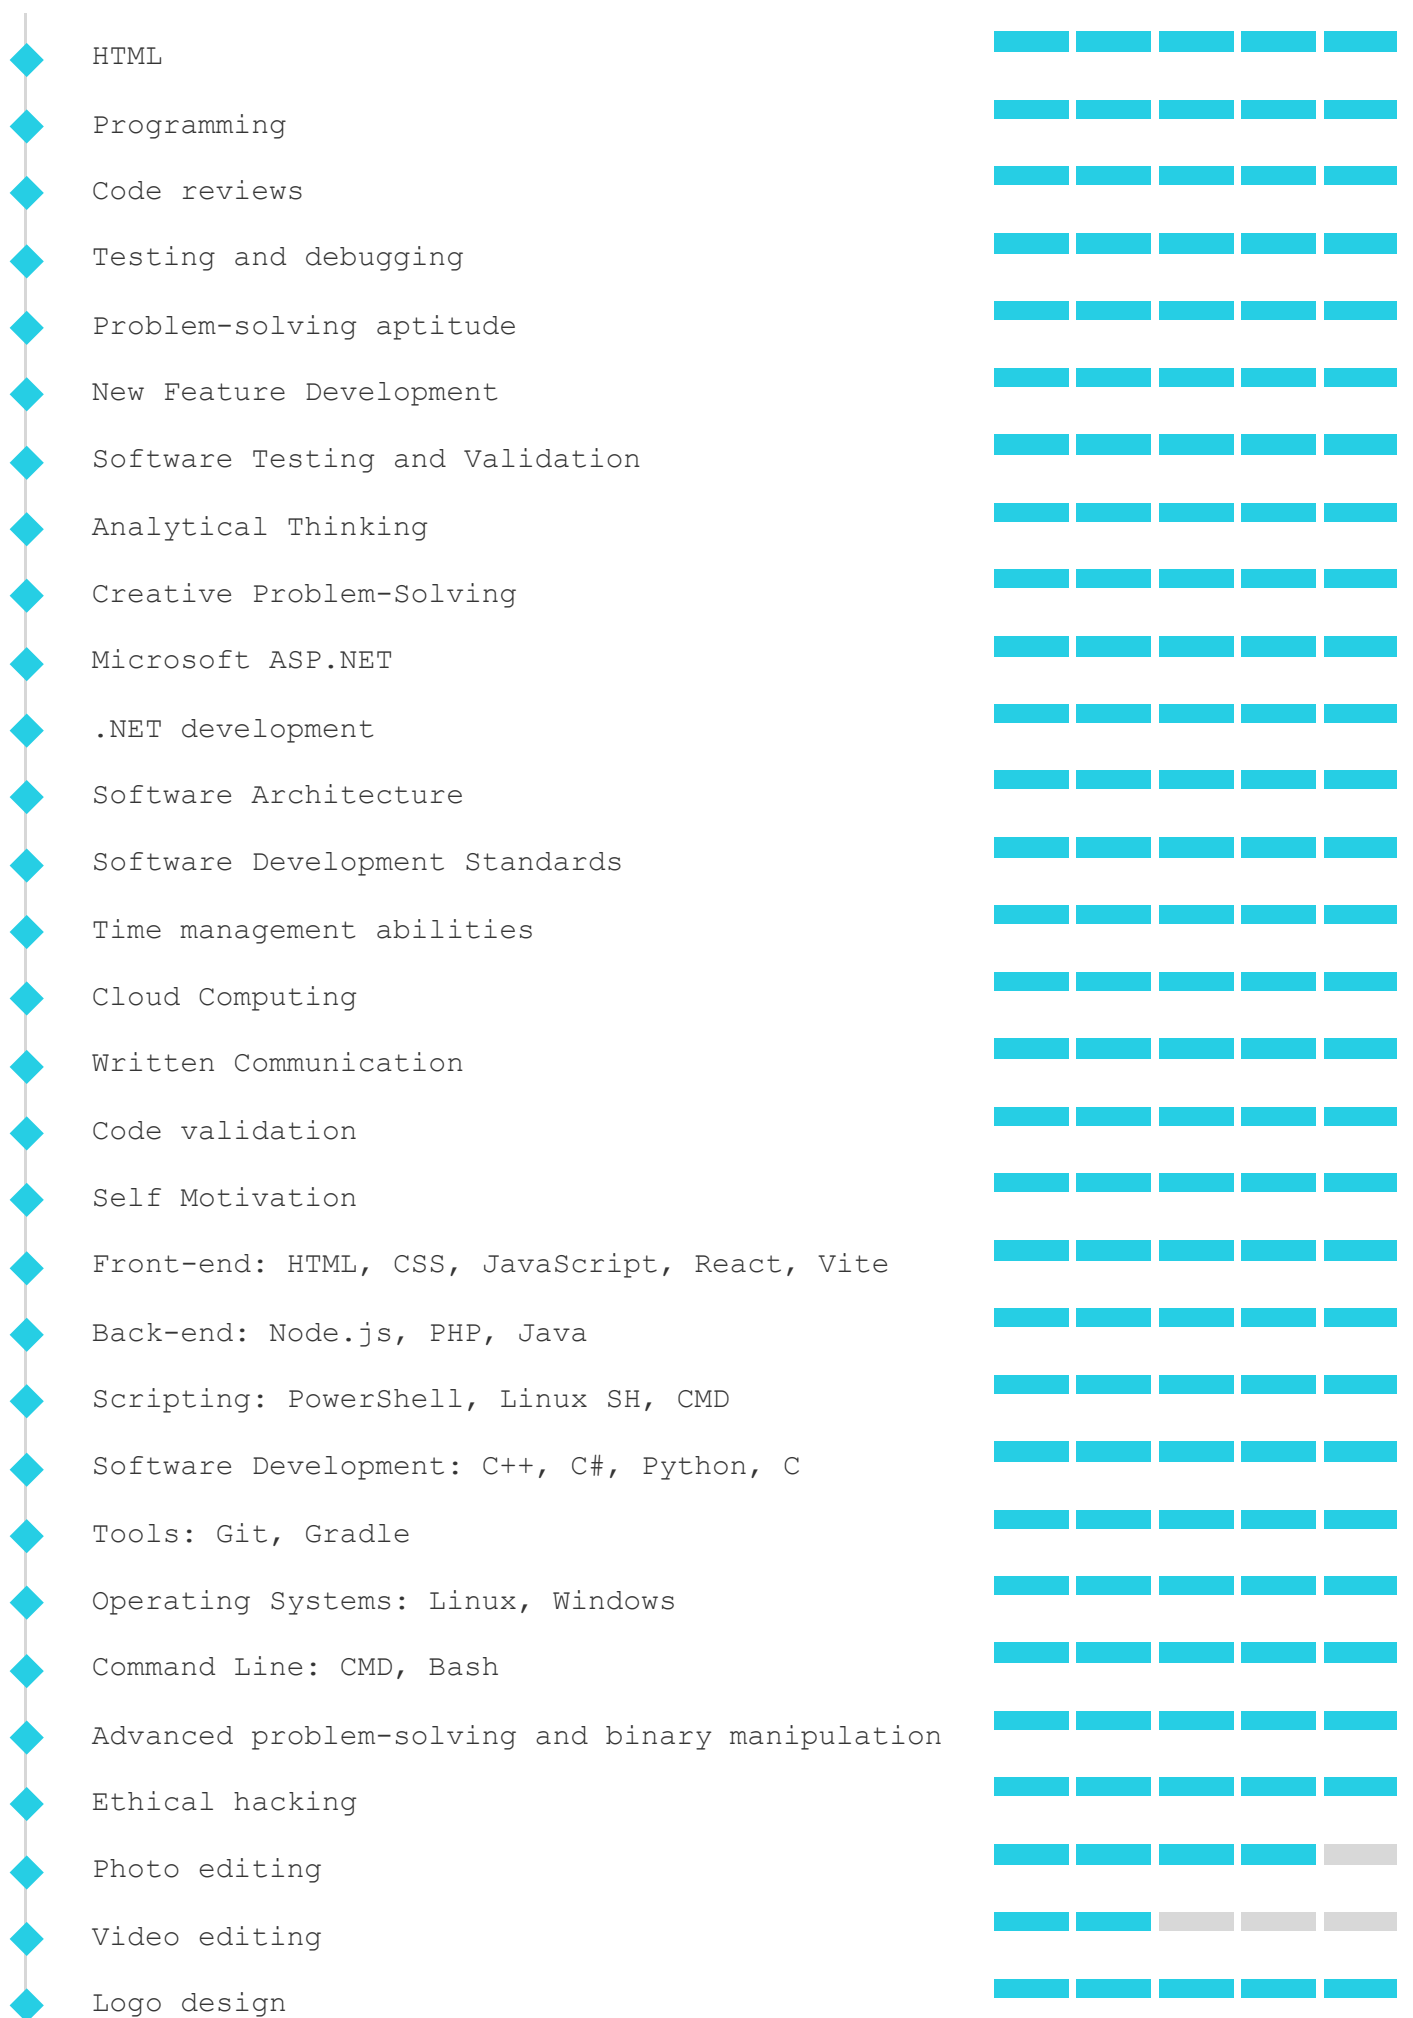 HTML
Programming
Code reviews
Testing and debugging
Problem-solving aptitude
New Feature Development
Software Testing and Validation
Analytical Thinking
Creative Problem-Solving
Microsoft ASP.NET
.NET development
Software Architecture
Software Development Standards
Time management abilities
Cloud Computing
Written Communication
Code validation
Self Motivation
Front-end: HTML, CSS, JavaScript, React, Vite
Back-end: Node.js, PHP, Java
Scripting: PowerShell, Linux SH, CMD
Software Development: C++, C#, Python, C
Tools: Git, Gradle
Operating Systems: Linux, Windows
Command Line: CMD, Bash
Advanced problem-solving and binary manipulation
Ethical hacking
Photo editing
Video editing
Logo design